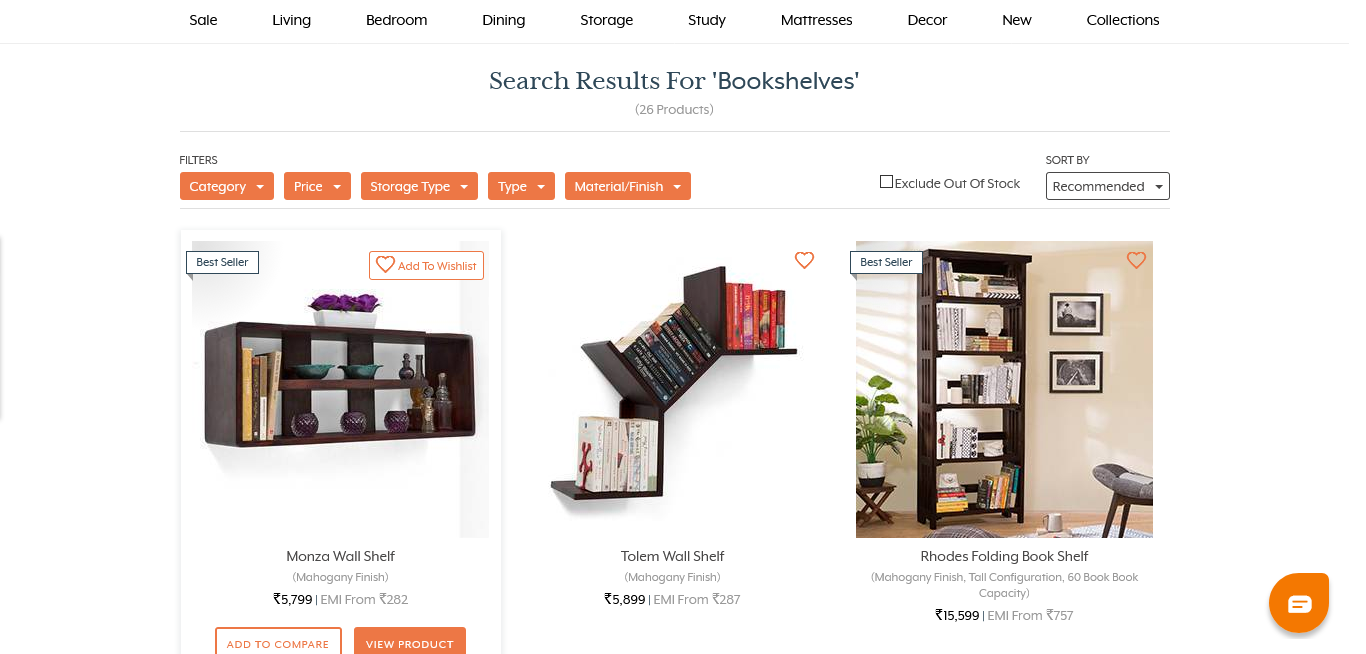 Sale Living Bedroom Dining Storage Study Mattresses Decor New Collections
Search Results For 'Bookshelves'
(26 Products)
FILTERS
SORT BY
Category Price Storage Type Type Material/Finish
Exclude Out Of Stock
Recommended
Best Seller
Add To Wishlist
Best Seller
Monza Wall Shelf
(Mahogany Finish)
₹5,799 | EMI From ₹282
ADD TO COMPARE
VIEW PRODUCT
Tolem Wall Shelf
(Mahogany Finish)
₹5,899 | EMI From ₹287
Rhodes Folding Book Shelf
(Mahogany Finish, Tall Configuration, 60 Book Book
Capacity)
₹15,599 | EMI From ₹757